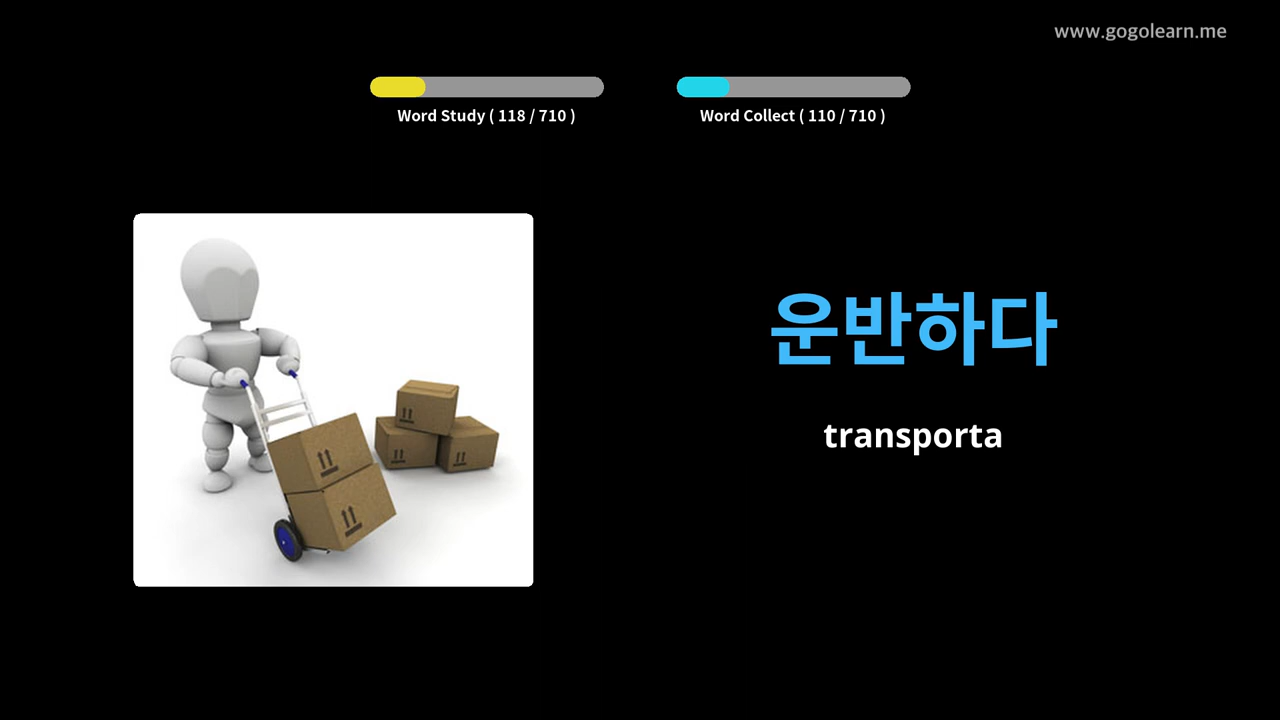 www.gogolearn.me
Word Study ( 118 / 710 )
Word Collect ( 110 / 710 )
운반하다
transporta